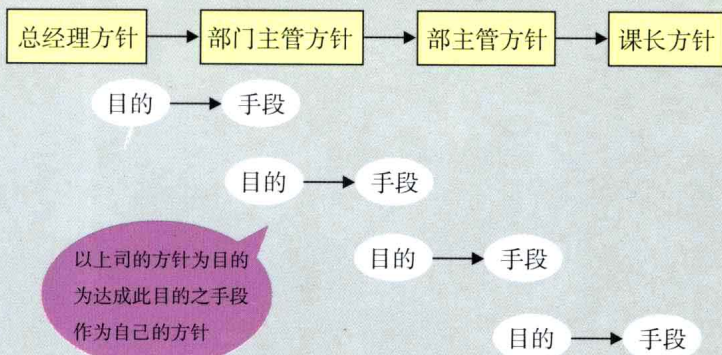 总经理方针 部门主管方针 部主管方针 课长方针
目的 手段
目的 手段
目的 手段
目的 手段
以上司的方针为目的
为达成此目的之手段
作为自己的方针